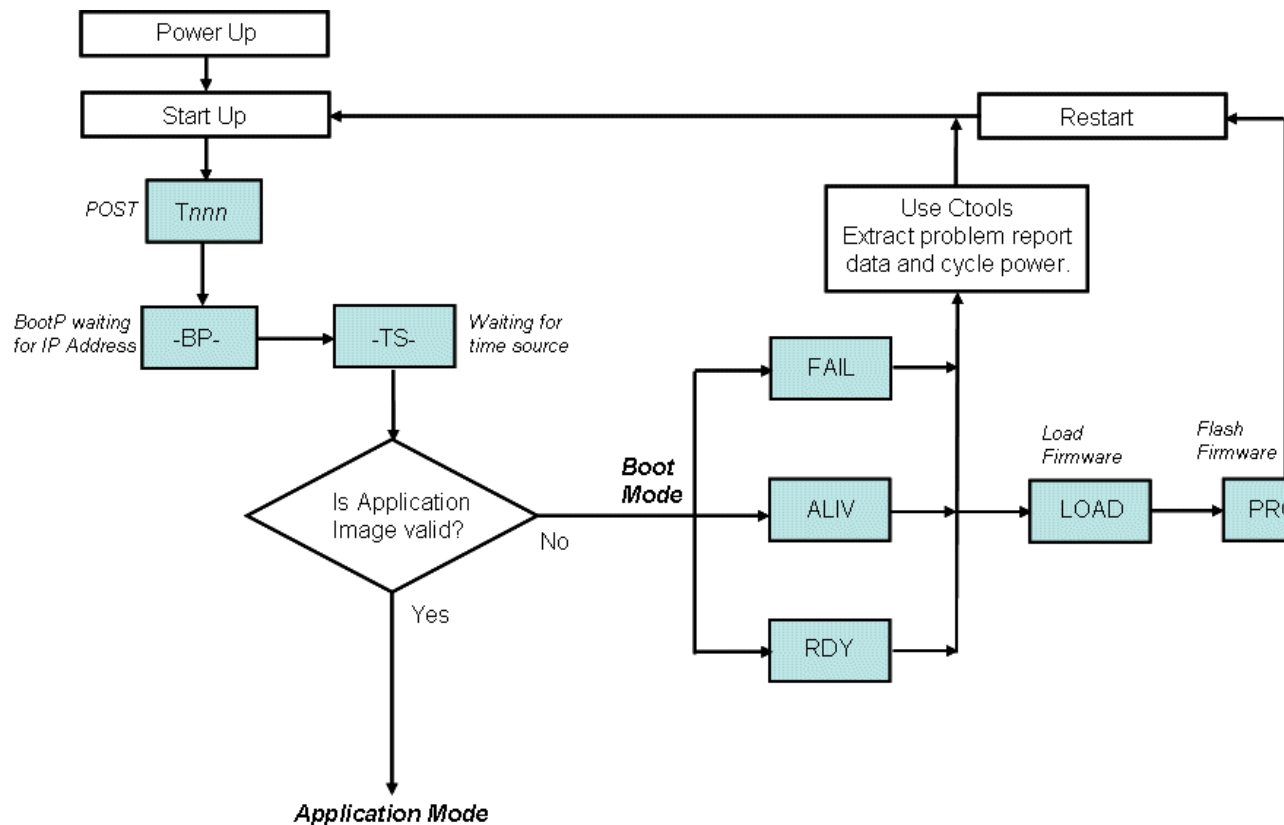 Power Up
Start Up
Restart
POST
Tnnn
Use Ctools
Extract problem report
data and cycle power.
BootP waiting
for IP Address
-BP-
-TS-
Waiting for
time source
FAIL
Boot
Mode
Load
Firmware
Flash
Firmware
Is Application
Image valid?
No
ALIV
LOAD
Yes
RDY
Application Mode